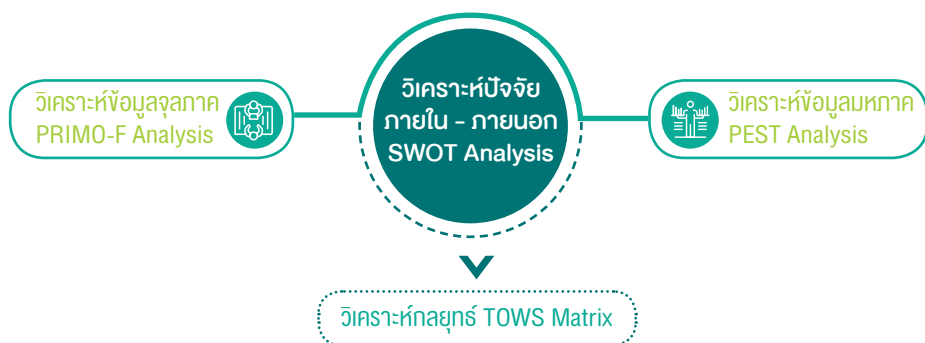 วิเคราะห์ข้อมูลจุลภาค
PRIMO-F Analysis
วิเคราะห์ปัจจัย
ภายใน - ภายนอก
SWOT Analysis
วิเคราะห์ข้อมูลมหภาค
PEST Analysis
วิเคราะห์กลยุทธ์ TOWS Matrix